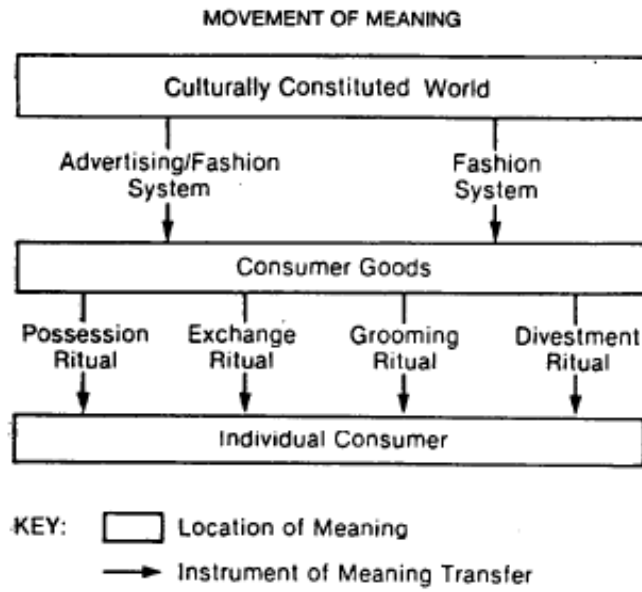 MOVEMENT OF MEANING
Culturally Constituted World
Advertising/Fashion System
Fashion System
Consumer Goods
Possession Ritual
Exchange Ritual
Grooming Ritual
Divestment Ritual
Individual Consumer
KEY:
Location of Meaning
Instrument of Meaning Transfer